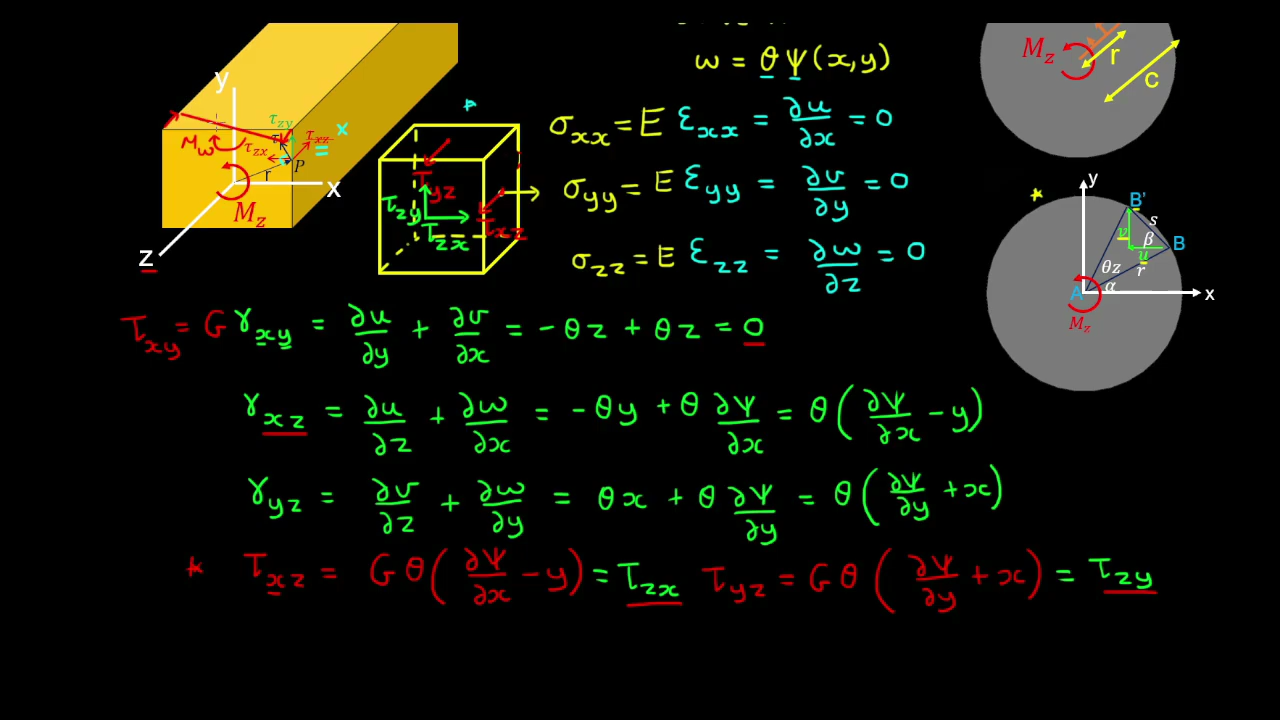 ω = θ Ψ(x,y)
σxx = E εxx = ∂u/∂x = 0
σyy = E εyy = ∂v/∂y = 0
σzz = E εzz = ∂ω/∂z = 0
τxy = G γxy = ∂u/∂y + ∂v/∂x = -θz + θz = 0
γxz = ∂u/∂z + ∂ω/∂x = -θy + θ ∂Ψ/∂x = θ(∂Ψ/∂x - y)
γyz = ∂v/∂z + ∂ω/∂y = θx + θ ∂Ψ/∂y = θ(∂Ψ/∂y + x)
* τxz = Gθ(∂Ψ/∂x - y) = τzx τyz = Gθ(∂Ψ/∂y + x) = τzy
y
τzy
τxz
x
Mω
τzx
P
r
x
Mz
z
τyz
τzy
τzx
τxz
Mz
r
c
y
B'
s
v
β
B
u
θz
r
α
A
x
Mz